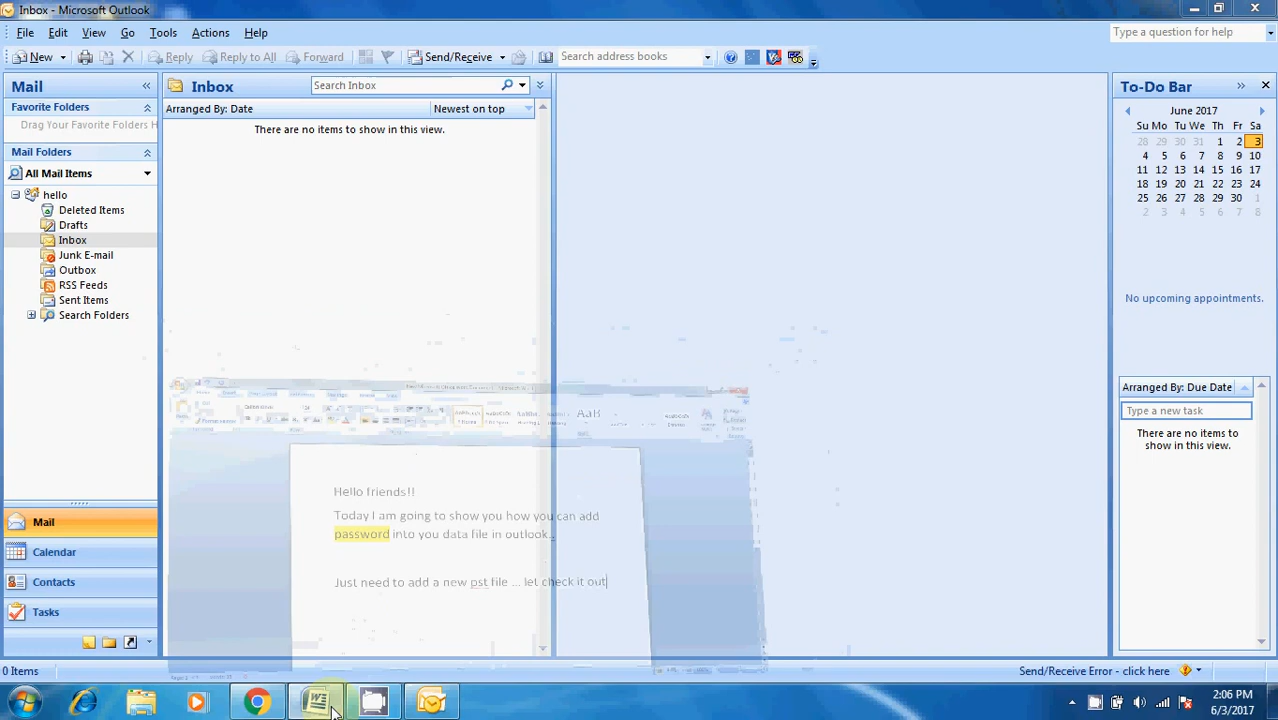 Inbox - Microsoft Outlook
File Edit View Go Tools Actions Help
Type a question for help
New Reply Reply to All Forward Send/Receive Search address books
Mail «
Favorite Folders
Drag Your Favorite Folders H
Mail Folders
All Mail Items
hello
Deleted Items
Drafts
Inbox
Junk E-mail
Outbox
RSS Feeds
Sent Items
Search Folders
Mail
Calendar
Contacts
Tasks
Inbox
Search Inbox
Arranged By: Date Newest on top
There are no items to show in this view.
Hello friends!!
Today I am going to show you how you can add
password into you data file in outlook..
Just need to add a new pst file ... let check it out
To-Do Bar »
June 2017
Su Mo Tu We Th Fr Sa
28 29 30 31 1 2 3
4 5 6 7 8 9 10
11 12 13 14 15 16 17
18 19 20 21 22 23 24
25 26 27 28 29 30 1
2 3 4 5 6 7 8
No upcoming appointments.
Arranged By: Due Date
Type a new task
There are no items to
show in this view.
0 Items
Send/Receive Error - click here
2:06 PM
6/3/2017